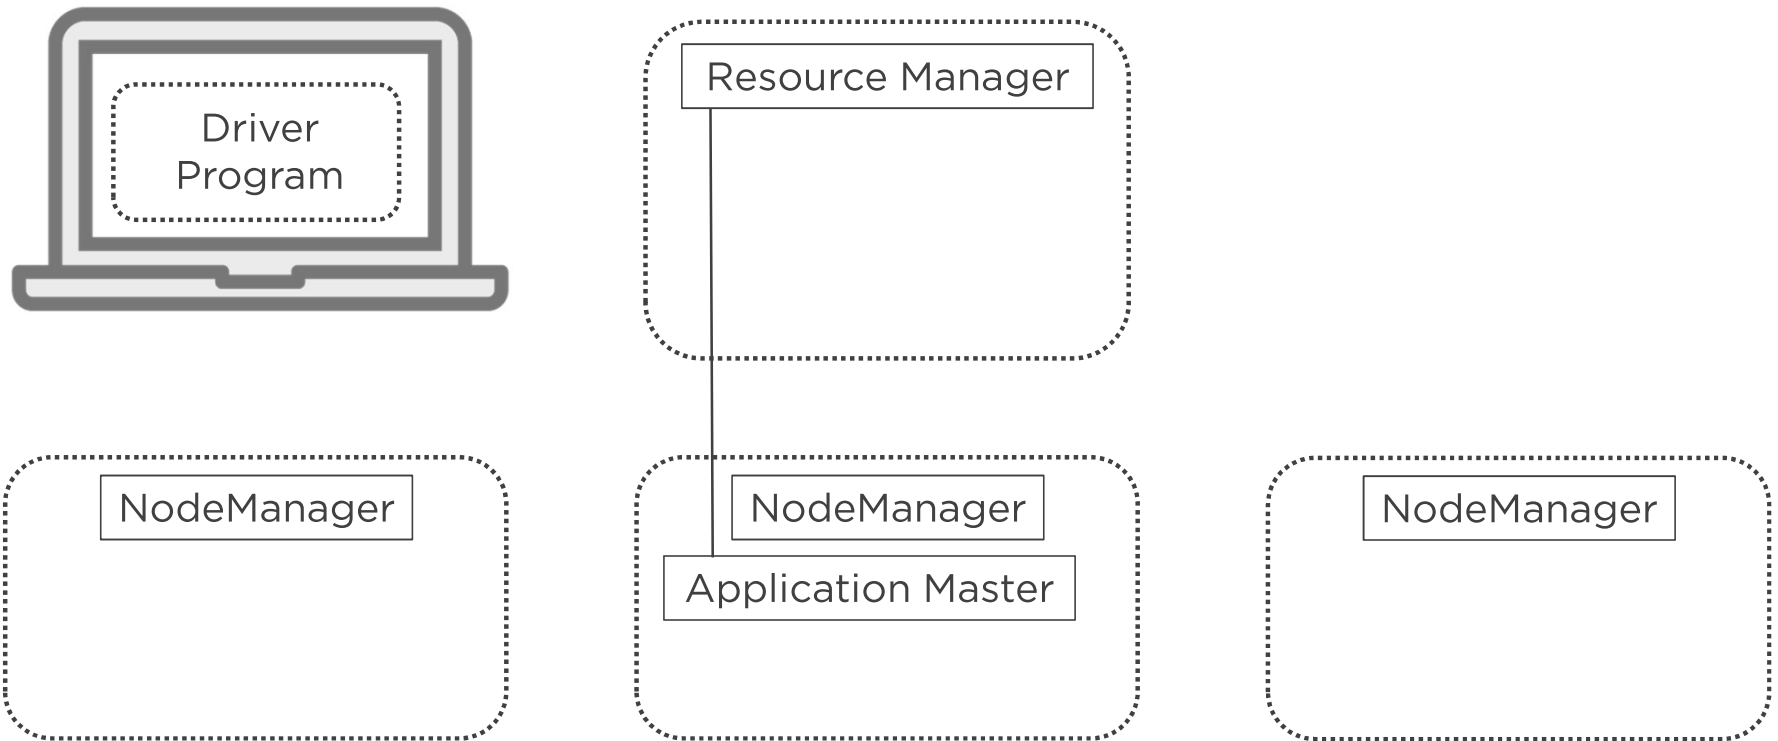 Driver
Program
Resource Manager
NodeManager
NodeManager
Application Master
NodeManager